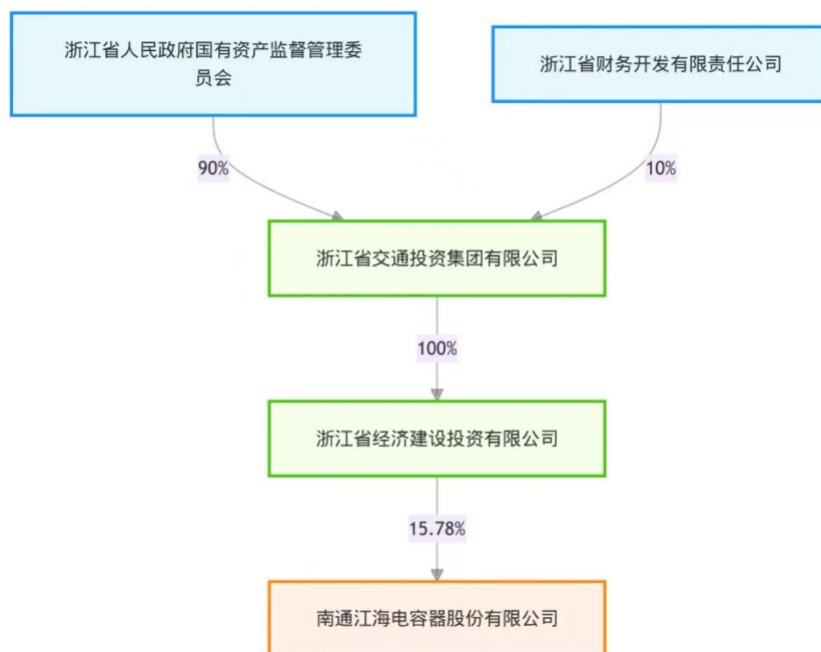 浙江省人民政府国有资产监督管理委
员会
浙江省财务开发有限责任公司
90%
10%
浙江省交通投资集团有限公司
100%
浙江省经济建设投资有限公司
15.78%
南通江海电容器股份有限公司